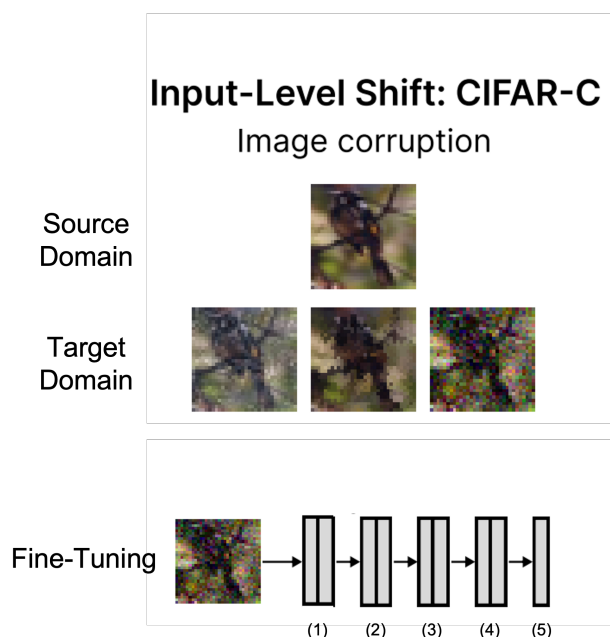 Input-Level Shift: CIFAR-C
Image corruption
Source
Domain
Target
Domain
Fine-Tuning
(1) (2) (3) (4) (5)